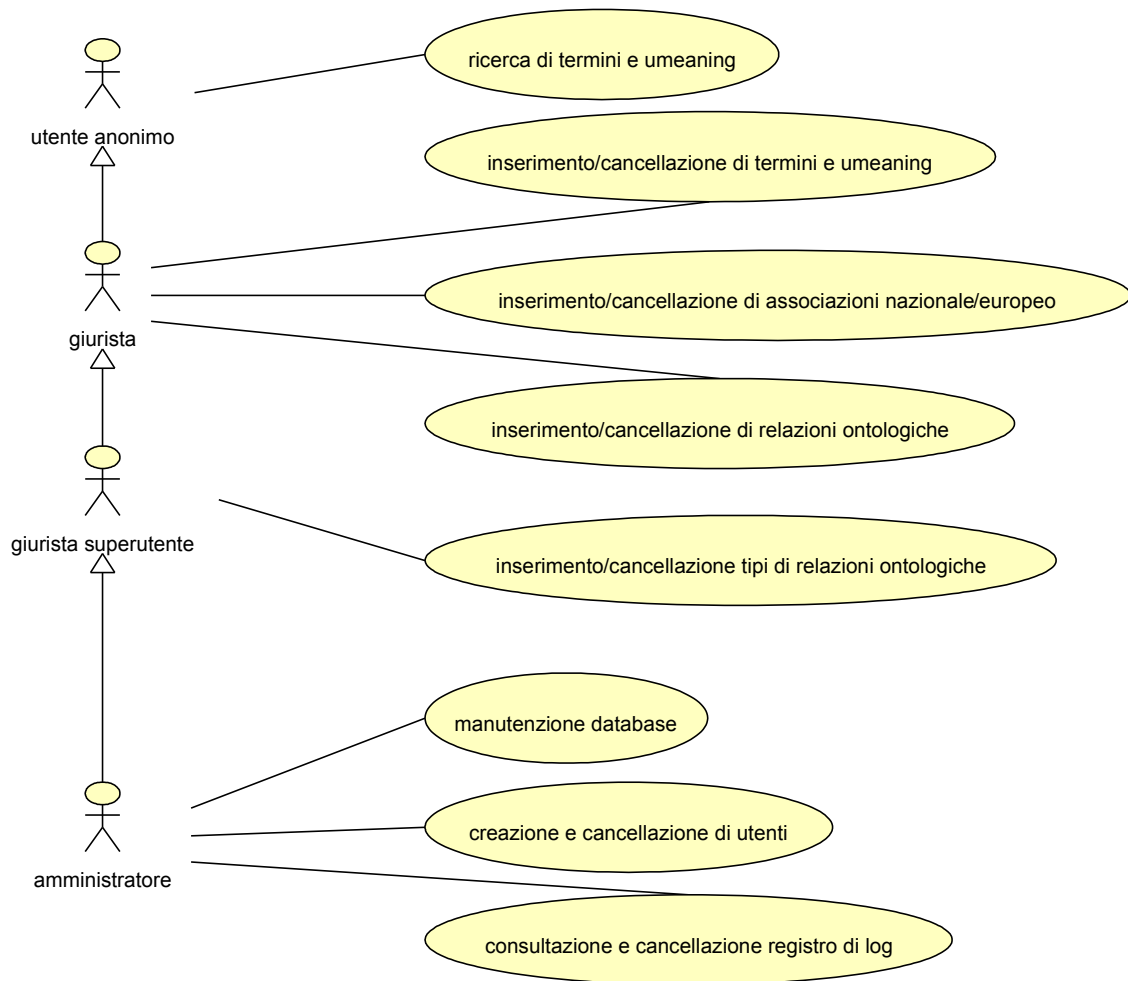 ricerca di termini e umeaning
utente anonimo
inserimento/cancellazione di termini e umeaning
inserimento/cancellazione di associazioni nazionale/europeo
giurista
inserimento/cancellazione di relazioni ontologiche
giurista superutente
inserimento/cancellazione tipi di relazioni ontologiche
manutenzione database
creazione e cancellazione di utenti
amministratore
consultazione e cancellazione registro di log